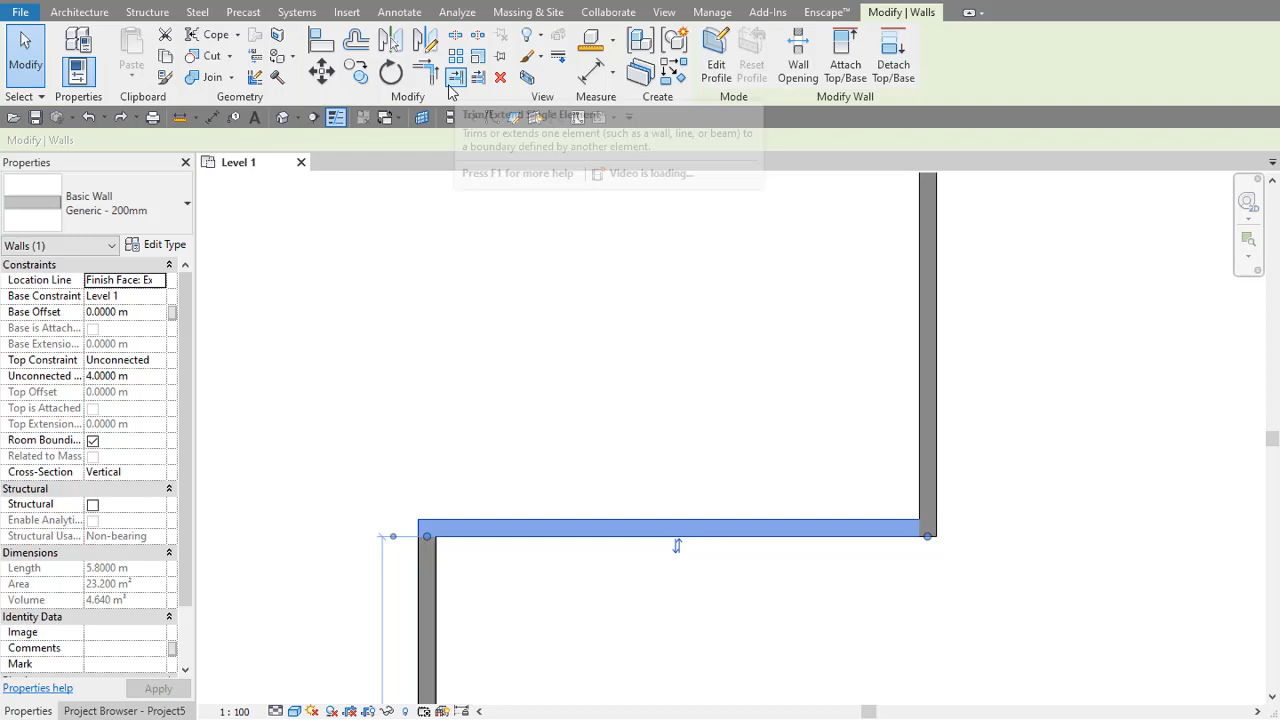 File Architecture Structure Steel Precast Systems Insert Annotate Analyze Massing & Site Collaborate View Manage Add-Ins Enscape™ Modify | Walls
Modify
Paste
Cope
Cut
Join
Edit Profile
Reset Profile
Wall Opening
Attach Top/Base
Detach Top/Base
Select Properties Clipboard Geometry Modify View Measure Create Mode Modify Wall
Trim/Extend Single Element
Trims or extends one element (such as a wall, line, or beam) to
a boundary defined by another element.
Press F1 for more help Video is loading...
Modify | Walls
Properties
Level 1
Basic Wall
Generic - 200mm
Walls (1) Edit Type
Constraints
Location Line Finish Face: Ex
Base Constraint Level 1
Base Offset 0.0000 m
Base is Attach...
Base Extensio...
0.0000 m
Top Constraint Unconnected
Unconnected ... 4.0000 m
Top Offset 0.0000 m
Top is Attached
Top Extension... 0.0000 m
Room Boundi...
Related to Mass
Cross-Section Vertical
Structural
Structural
Enable Analyti...
Structural Usa... Non-bearing
Dimensions
Length 5.8000 m
Area 23.200 m²
Volume 4.640 m³
Identity Data
Image
Comments
Mark
Properties help Apply
Properties Project Browser - Project5
1 : 100
2D